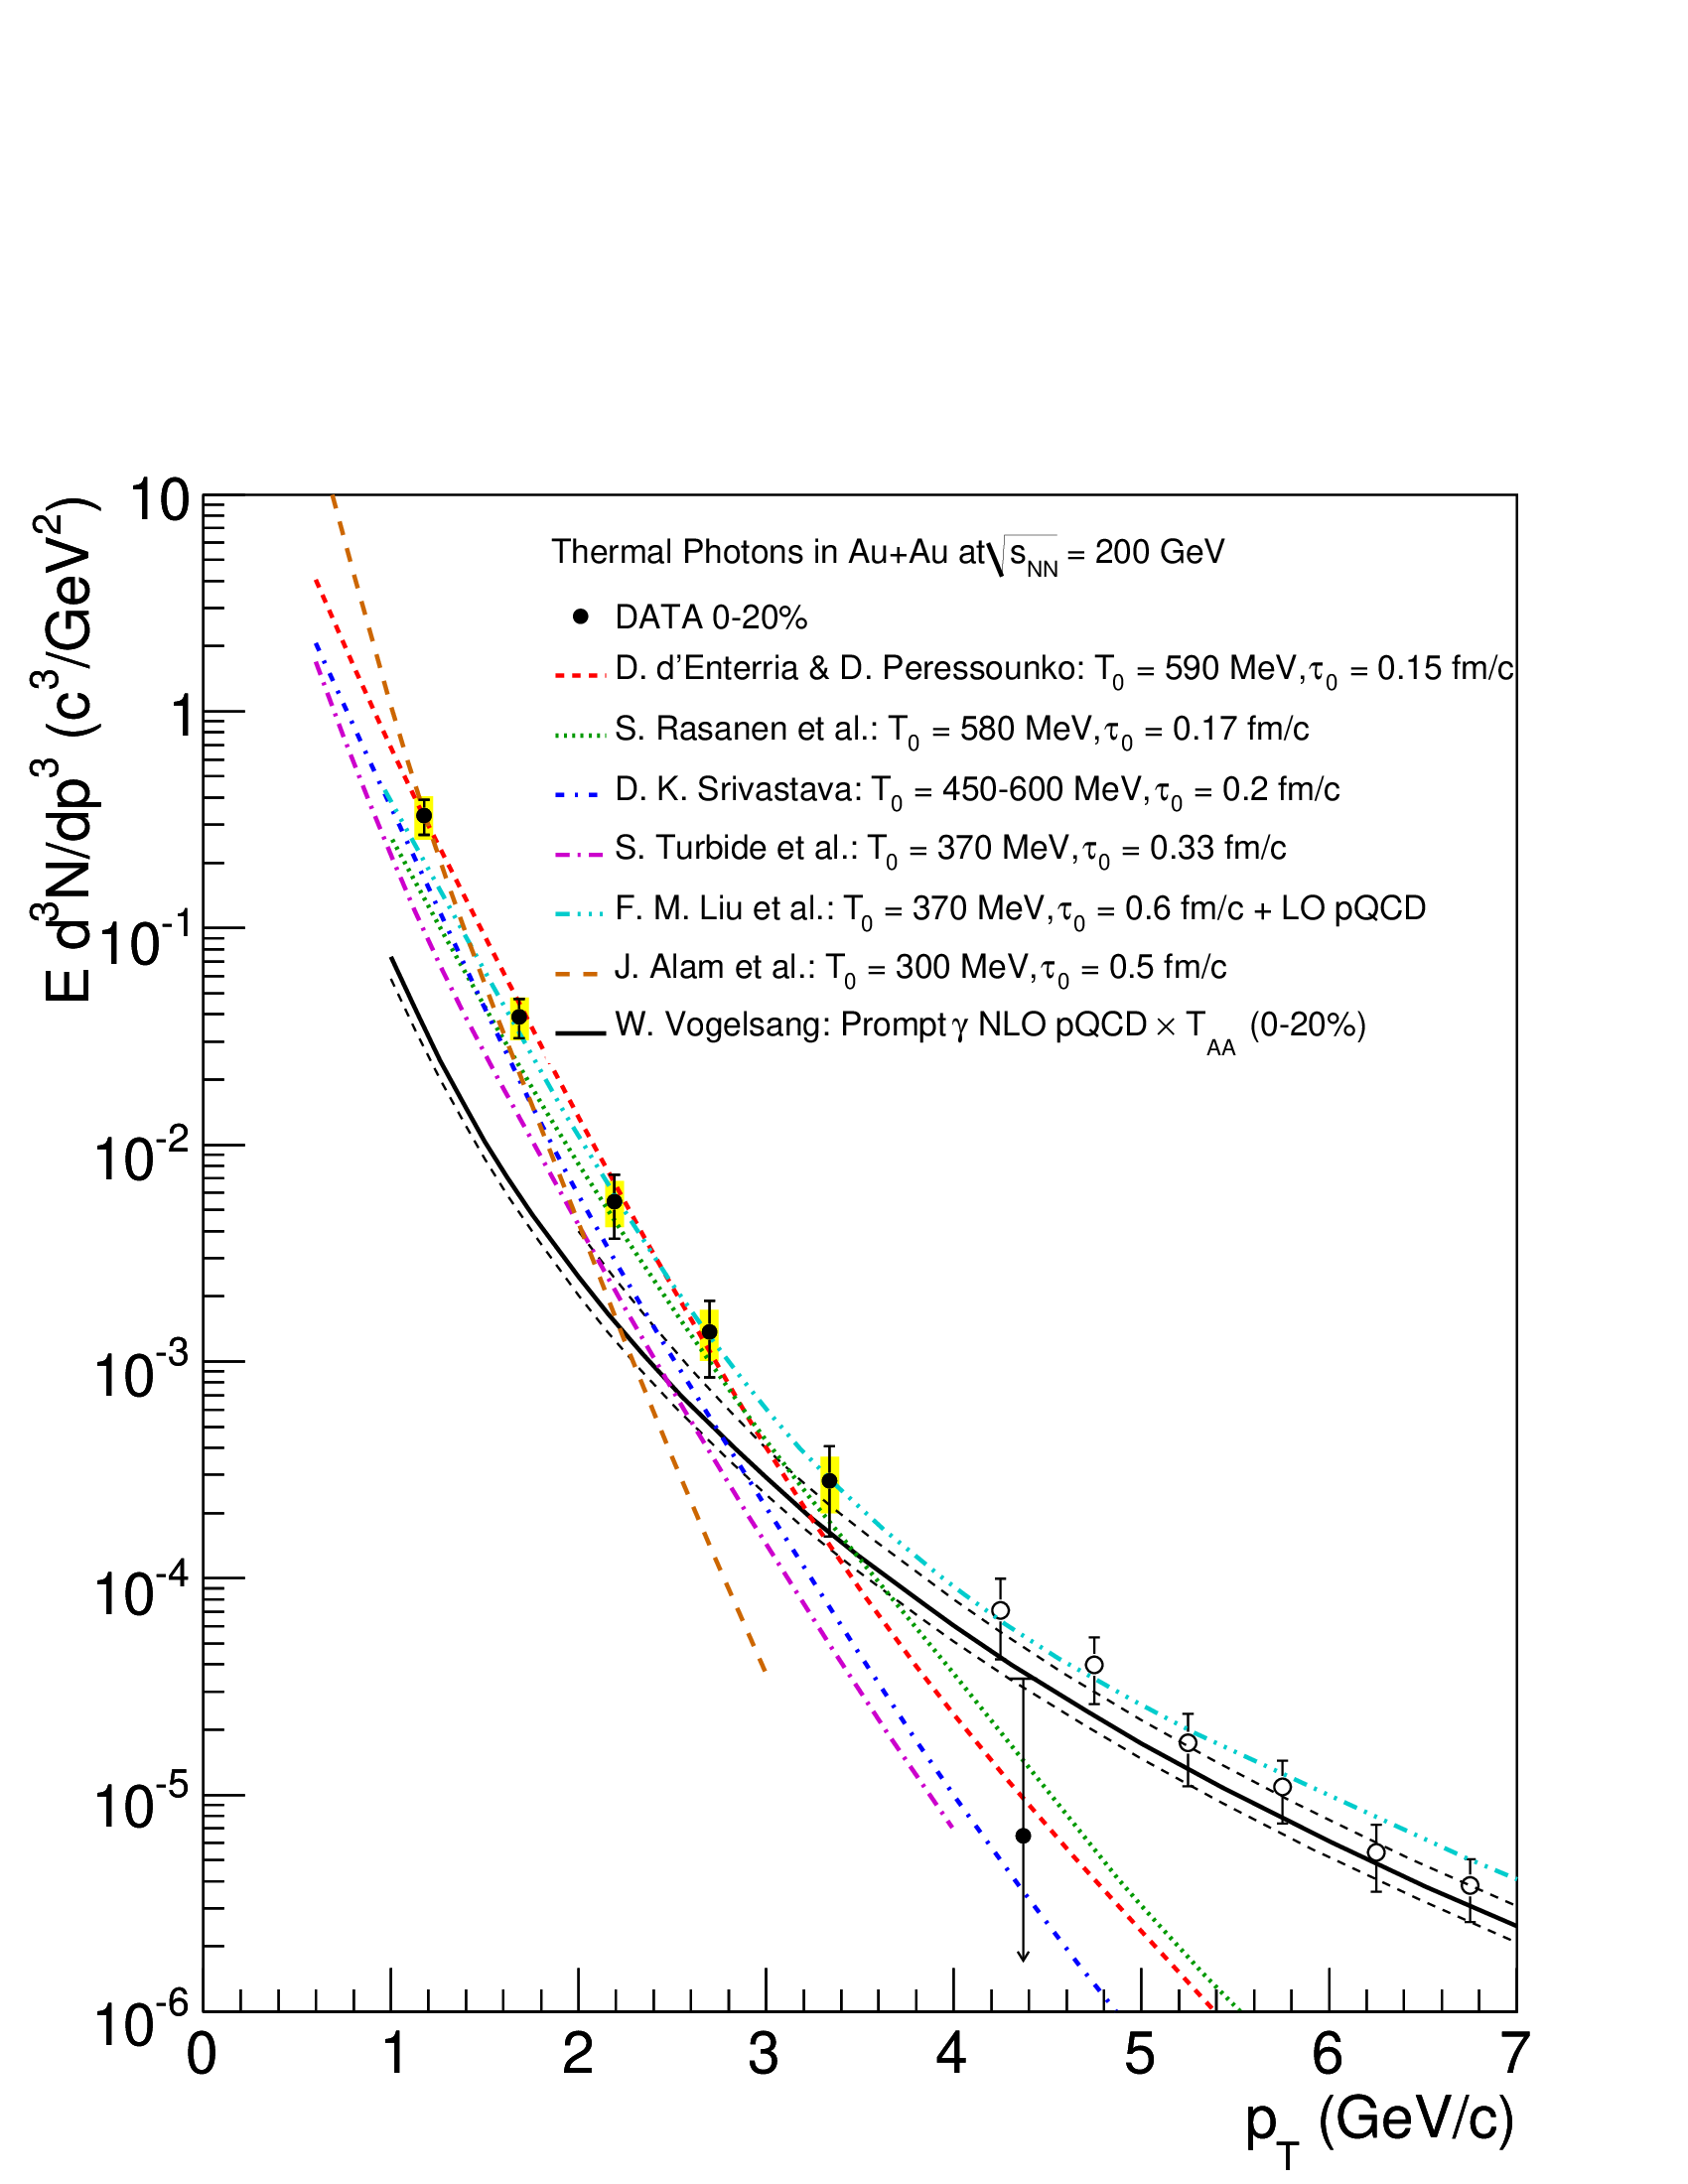 Thermal Photons in Au+Au at √s_NN = 200 GeV
DATA 0-20%
D. d'Enterria & D. Peressounko: T_0 = 590 MeV, τ_0 = 0.15 fm/c
S. Rasanen et al.: T_0 = 580 MeV, τ_0 = 0.17 fm/c
D. K. Srivastava: T_0 = 450-600 MeV, τ_0 = 0.2 fm/c
S. Turbide et al.: T_0 = 370 MeV, τ_0 = 0.33 fm/c
F. M. Liu et al.: T_0 = 370 MeV, τ_0 = 0.6 fm/c + LO pQCD
J. Alam et al.: T_0 = 300 MeV, τ_0 = 0.5 fm/c
W. Vogelsang: Prompt γ NLO pQCD × T_AA (0-20%)
E d^3N/dp^3 (c^3/GeV^2)
10
1
10^-1
10^-2
10^-3
10^-4
10^-5
10^-6
0 1 2 3 4 5 6 7
p_T (GeV/c)